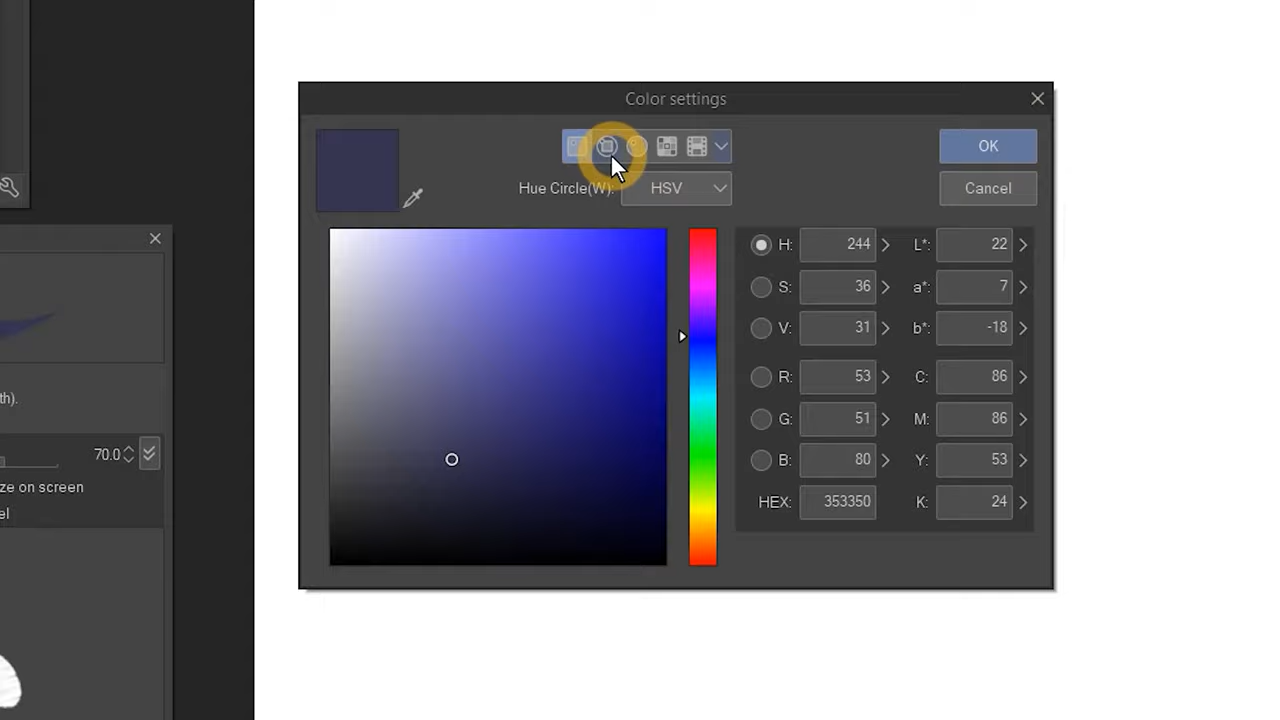 Color settings
OK
Hue Circle(W): HSV
Cancel
H: 244 L*: 22
S: 36 a*: 7
V: 31 b*: -18
R: 53 C: 86
G: 51 M: 86
B: 80 Y: 53
HEX: 353350 K: 24
th).
70.0
ze on screen
el